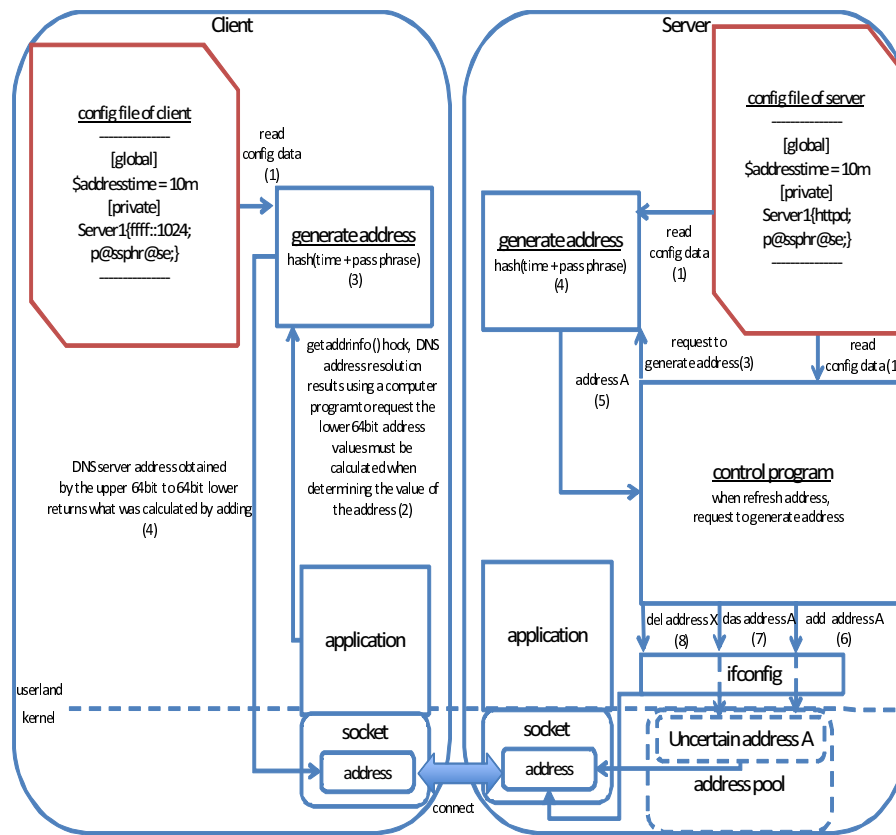 Client
config file of client
---------------
[global]
$addresstime = 10m
[private]
Server1{ffff::1024;
p@ssphr@se;}
---------------
read
config data
(1)
generate address
hash(time + pass phrase)
(3)
getaddrinfo() hook, DNS
address resolution
results using a computer
program to request the
lower 64bit address
values must be
calculated when
determining the value of
the address (2)
DNS server address obtained
by the upper 64bit to 64bit lower
returns what was calculated by adding
(4)
application
userland
kernel
socket
address
connect
Server
config file of server
---------------
[global]
$addresstime = 10m
[private]
Server1{httpd;
p@ssphr@se;}
---------------
generate address
hash(time + pass phrase)
(4)
read
config data
(1)
request to
generate address(3)
read
config data (1
address A
(5)
control program
when refresh address,
request to generate address
application
del address X
(8)
das address A
(7)
add address A
(6)
ifconfig
socket
address
Uncertain address A
address pool